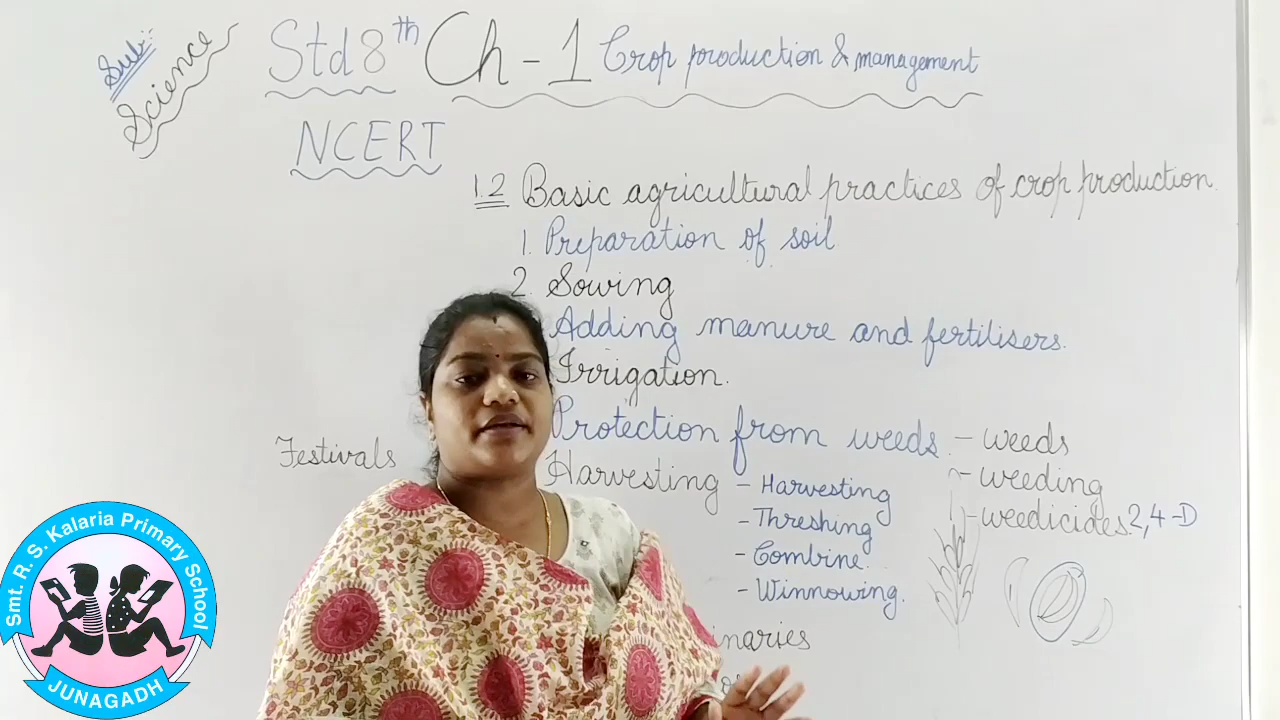 Sub:-
Science
Std 8th Ch-1 Crop production & management
NCERT
1.2 Basic agricultural practices of crop production.
1. Preparation of soil
2. Sowing
Adding manure and fertilisers.
Irrigation.
Protection from weeds. - weeds
- weeding
- weedicides. 2,4-D
Festivals
Harvesting - Harvesting
- Threshing
- Combine.
- Winnowing.
Smt. R. S. Kalaria Primary School
JUNAGADH